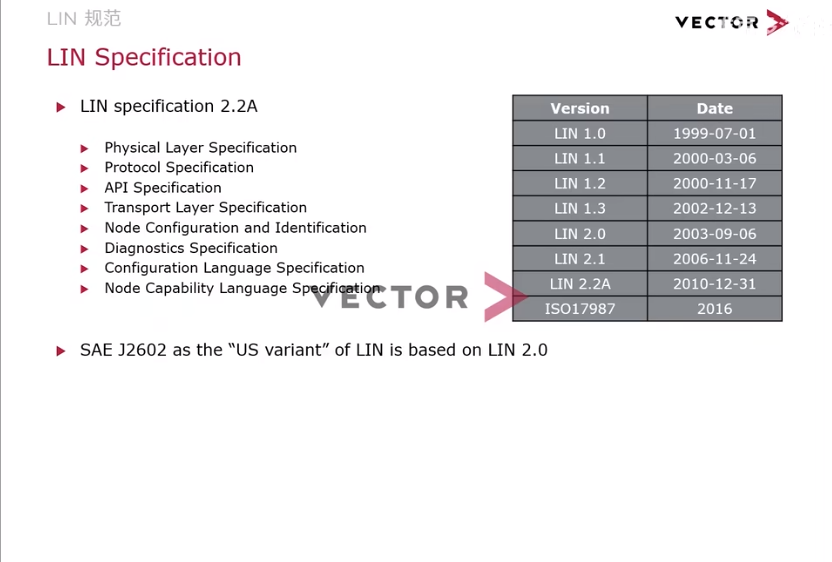 LIN 规范
VECTOR
LIN Specification
LIN specification 2.2A
Physical Layer Specification
Protocol Specification
API Specification
Transport Layer Specification
Node Configuration and Identification
Diagnostics Specification
Configuration Language Specification
Node Capability Language Specification
VECTOR
SAE J2602 as the “US variant” of LIN is based on LIN 2.0
Version Date
LIN 1.0 1999-07-01
LIN 1.1 2000-03-06
LIN 1.2 2000-11-17
LIN 1.3 2002-12-13
LIN 2.0 2003-09-06
LIN 2.1 2006-11-24
LIN 2.2A 2010-12-31
ISO17987 2016